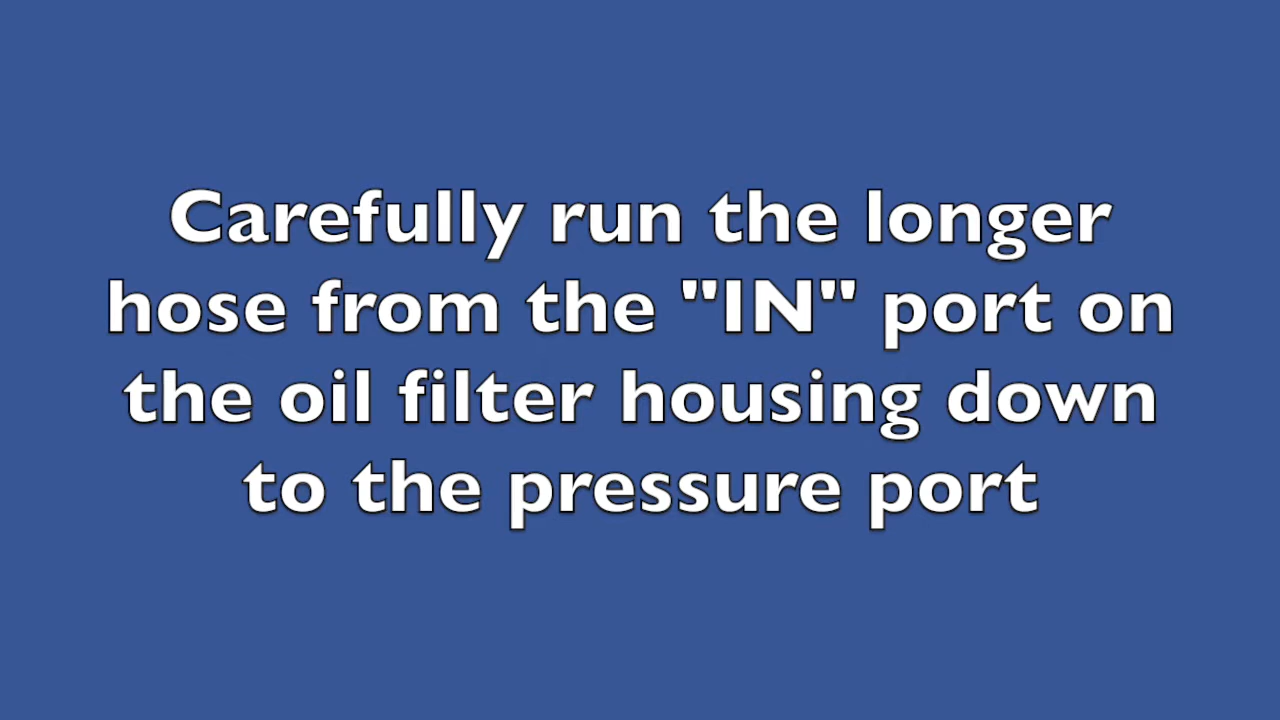 Carefully run the longer
hose from the "IN" port on
the oil filter housing down
to the pressure port